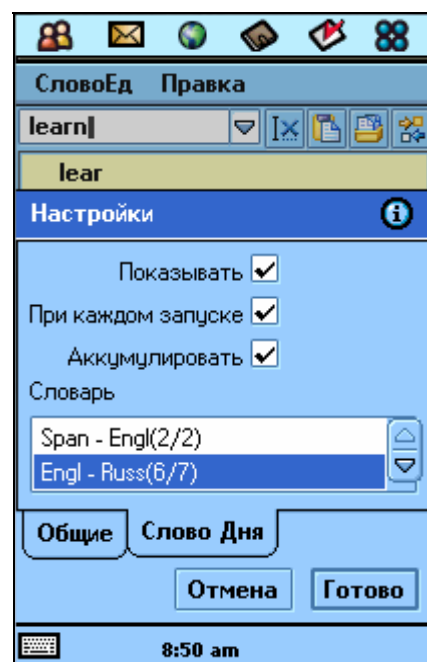 СловоЕд Правка
learn
lear
Настройки
Показывать
При каждом запуске
Аккумулировать
Словарь
Span - Engl(2/2)
Engl - Russ(6/7)
Общие Слово Дня
Отмена Готово
8:50 am